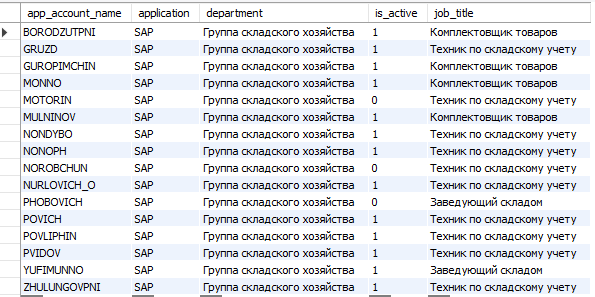 app_account_name application department is_active job_title
BORODZUTPNI SAP Группа складского хозяйства 1 Комплектовщик товаров
GRUZD SAP Группа складского хозяйства 1 Техник по складскому учету
GUROPIMCHIN SAP Группа складского хозяйства 1 Комплектовщик товаров
MONNO SAP Группа складского хозяйства 1 Комплектовщик товаров
MOTORIN SAP Группа складского хозяйства 0 Техник по складскому учету
MULNINOV SAP Группа складского хозяйства 1 Комплектовщик товаров
NONDYBO SAP Группа складского хозяйства 1 Техник по складскому учету
NONOPH SAP Группа складского хозяйства 1 Техник по складскому учету
NOROBCHUN SAP Группа складского хозяйства 0 Техник по складскому учету
NURLOVICH_O SAP Группа складского хозяйства 1 Техник по складскому учету
PHOBOVICH SAP Группа складского хозяйства 0 Заведующий складом
POVICH SAP Группа складского хозяйства 1 Техник по складскому учету
POVLIPHIN SAP Группа складского хозяйства 1 Техник по складскому учету
PVIDOV SAP Группа складского хозяйства 1 Техник по складскому учету
YUFIMUNNO SAP Группа складского хозяйства 1 Заведующий складом
ZHULUNGOVPNI SAP Группа складского хозяйства 1 Техник по складскому учету